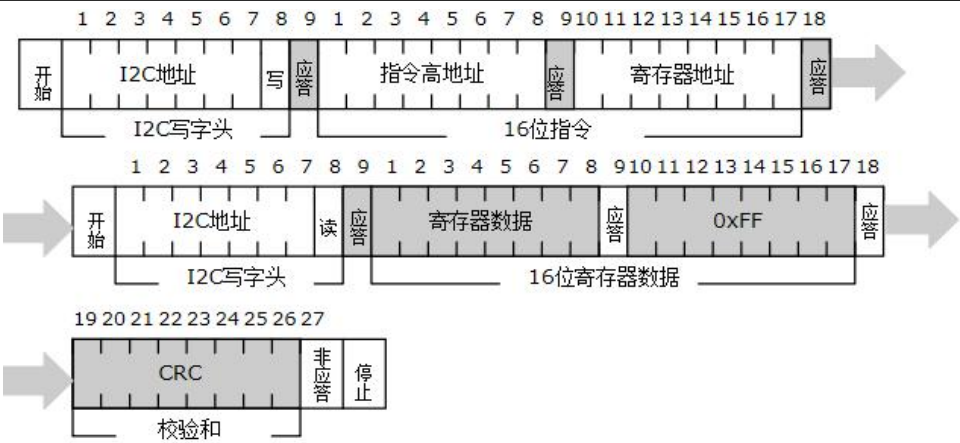 1 2 3 4 5 6 7 8 9 1 2 3 4 5 6 7 8 9 10 11 12 13 14 15 16 17 18
开始 I2C地址 写 应答 指令高地址 应答 寄存器地址 应答
I2C写字头 16位指令
1 2 3 4 5 6 7 8 9 1 2 3 4 5 6 7 8 9 10 11 12 13 14 15 16 17 18
开始 I2C地址 读 应答 寄存器数据 应答 0xFF 应答
I2C写字头 16位寄存器数据
19 20 21 22 23 24 25 26 27
CRC 非应答 停止
校验和